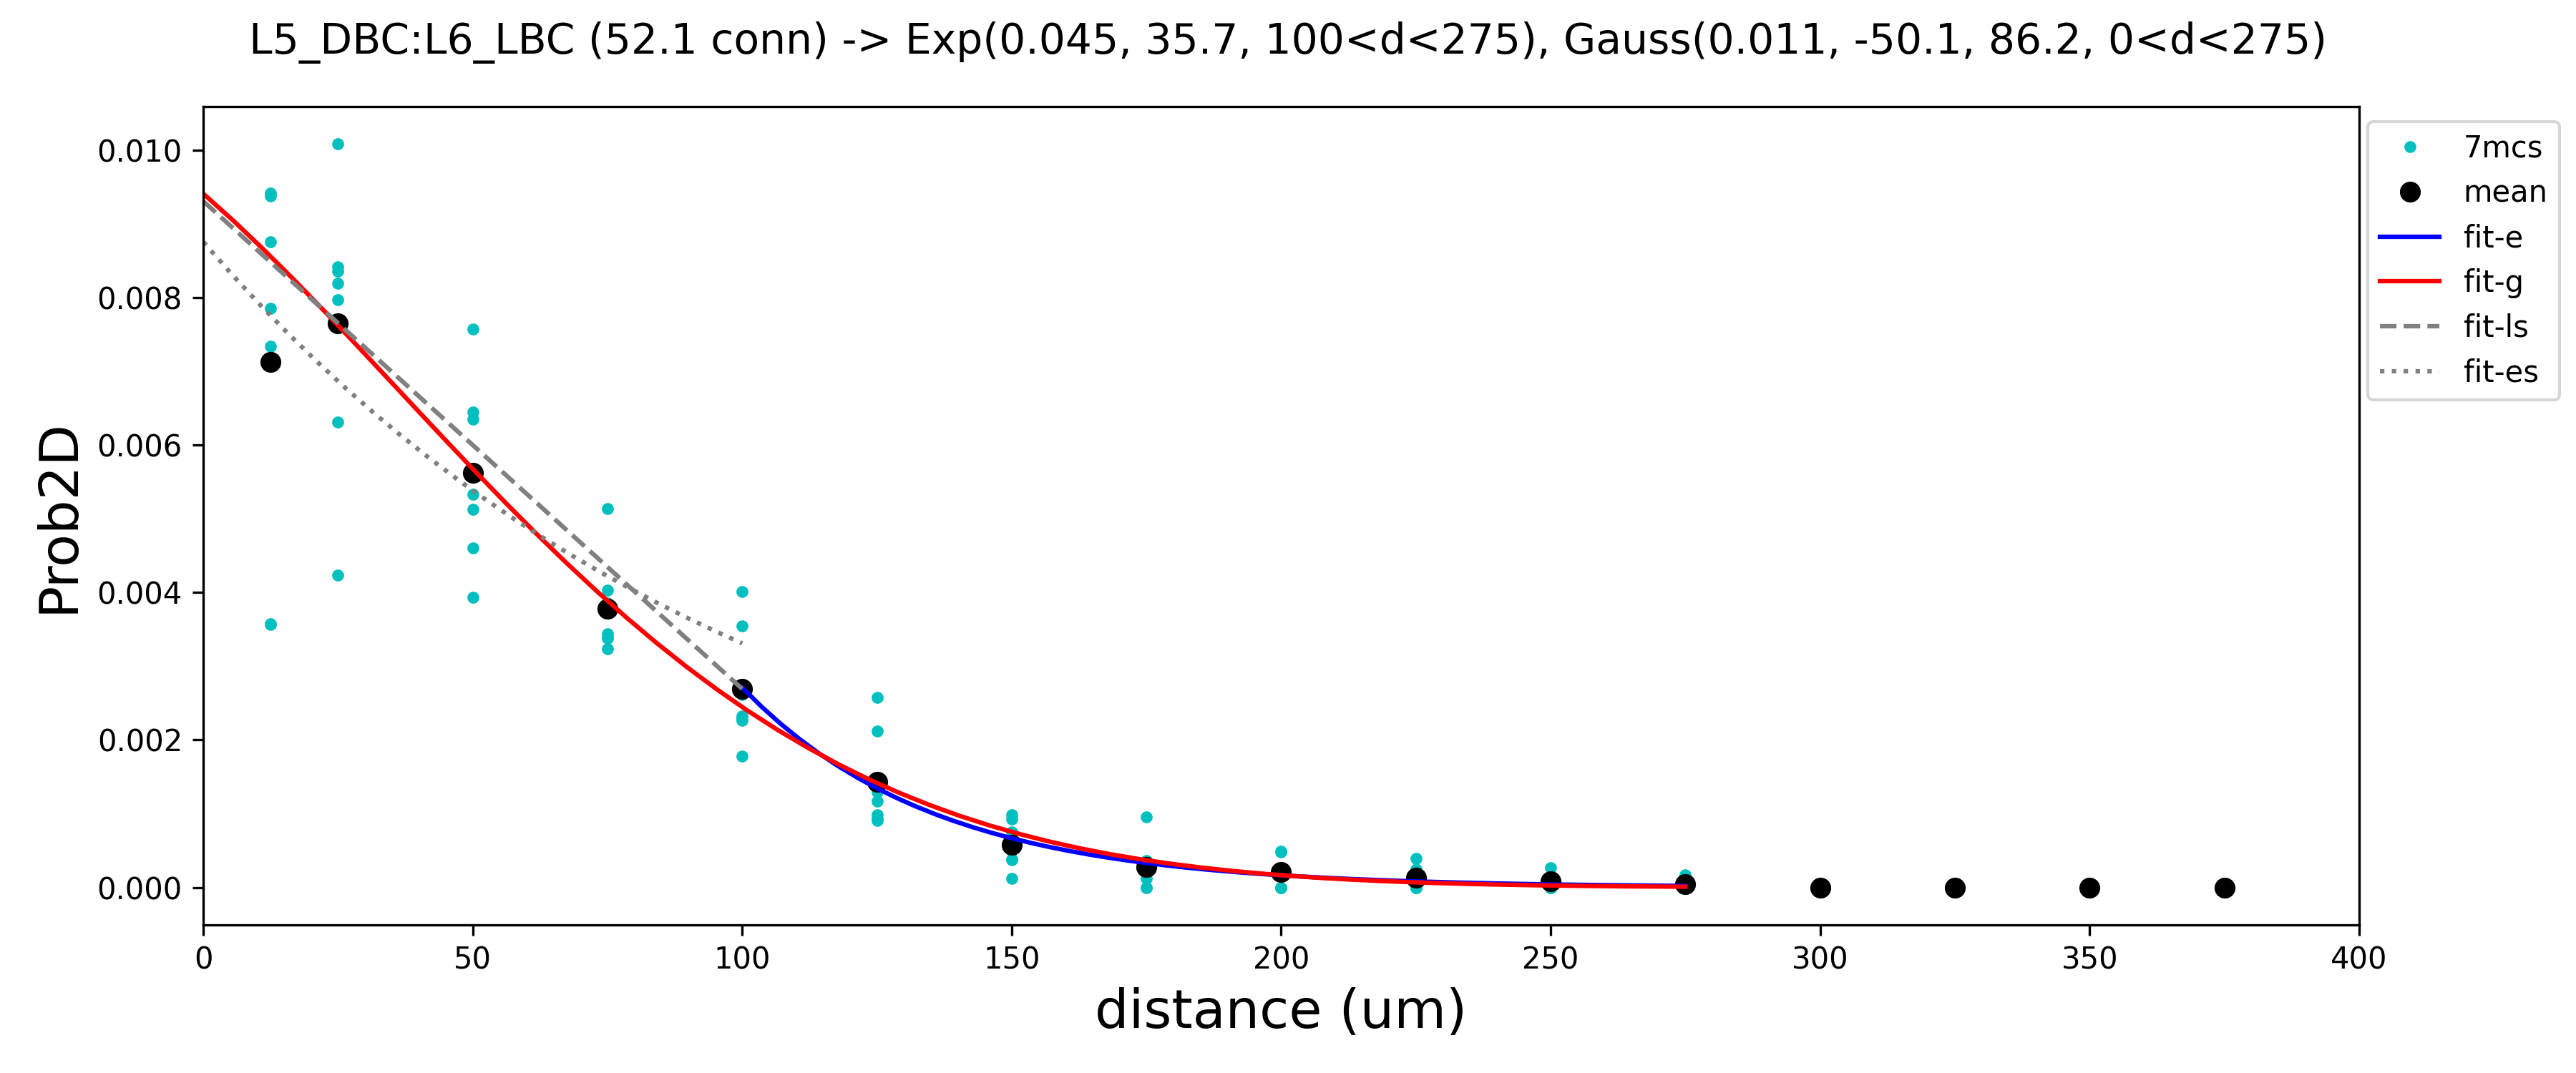 L5_DBC:L6_LBC (52.1 conn) -> Exp(0.045, 35.7, 100<d<275), Gauss(0.011, -50.1, 86.2, 0<d<275)
0.010
0.008
0.006
0.004
0.002
0.000
Prob2D
0 50 100 150 200 250 300 350 400
distance (um)
7mcs
mean
fit-e
fit-g
fit-ls
fit-es